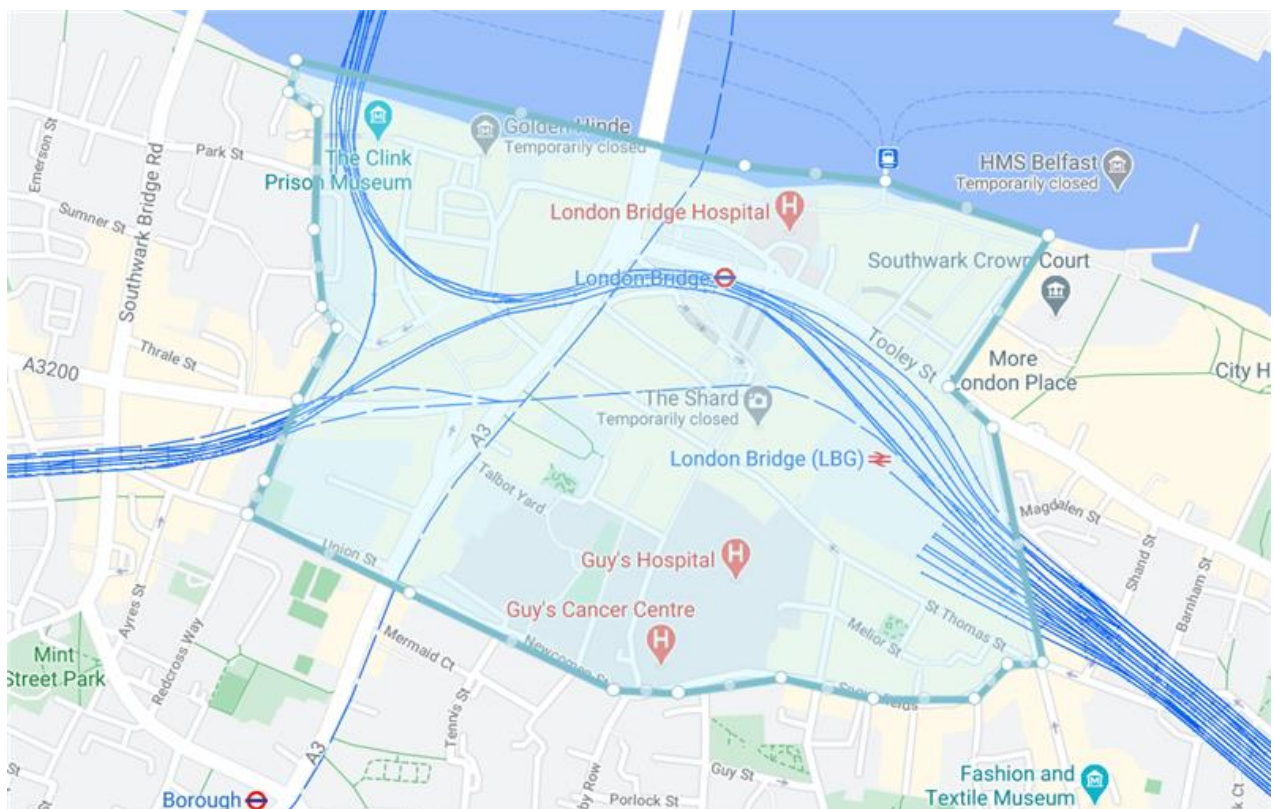 Golden Hinde
Temporarily closed
The Clink
Prison Museum
HMS Belfast
Temporarily closed
London Bridge Hospital
Southwark Crown Court
London Bridge
Emerson St
Park St
Sumner St
Southwark Bridge Rd
Thrale St
A3200
Tooley St
More
London Place
City H
The Shard
Temporarily closed
A3
London Bridge (LBG)
Talbot Yard
Magdalen St
Shand St
Barnham St
Union St
Guy's Hospital
Guy's Cancer Centre
St Thomas St
Melior St
Newcomen St
Ayres St
Redcross Way
Mermaid Ct
Tennis St
Mint
Street Park
A3
by Row
Guy St
Porlock St
Borough
Fashion and
Textile Museum